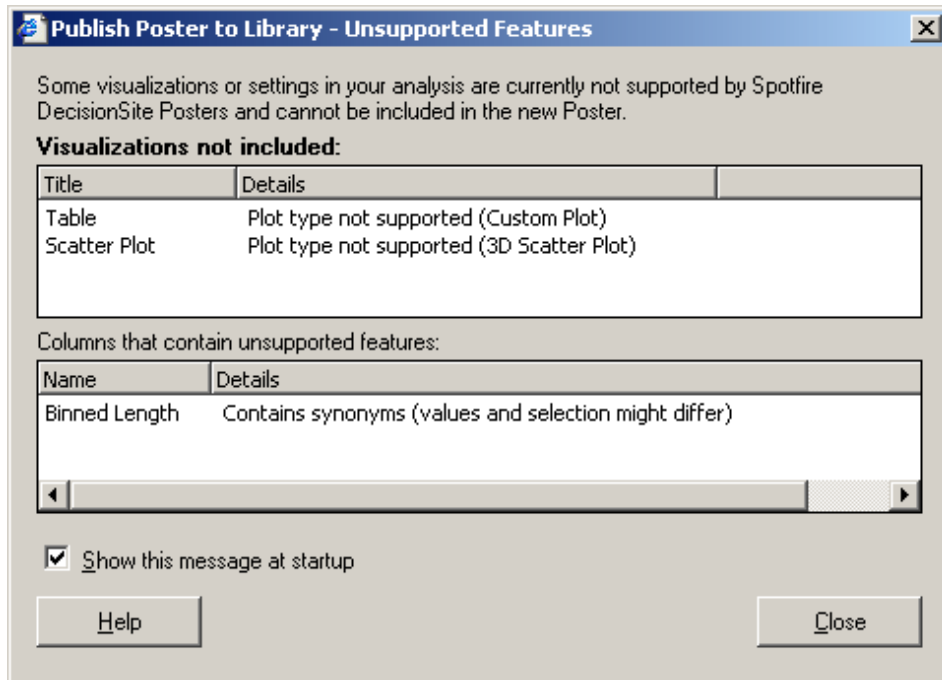 Publish Poster to Library - Unsupported Features
Some visualizations or settings in your analysis are currently not supported by Spotfire
DecisionSite Posters and cannot be included in the new Poster.
Visualizations not included:
Title Details
Table Plot type not supported (Custom Plot)
Scatter Plot Plot type not supported (3D Scatter Plot)
Columns that contain unsupported features:
Name Details
Binned Length Contains synonyms (values and selection might differ)
Show this message at startup
Help Close